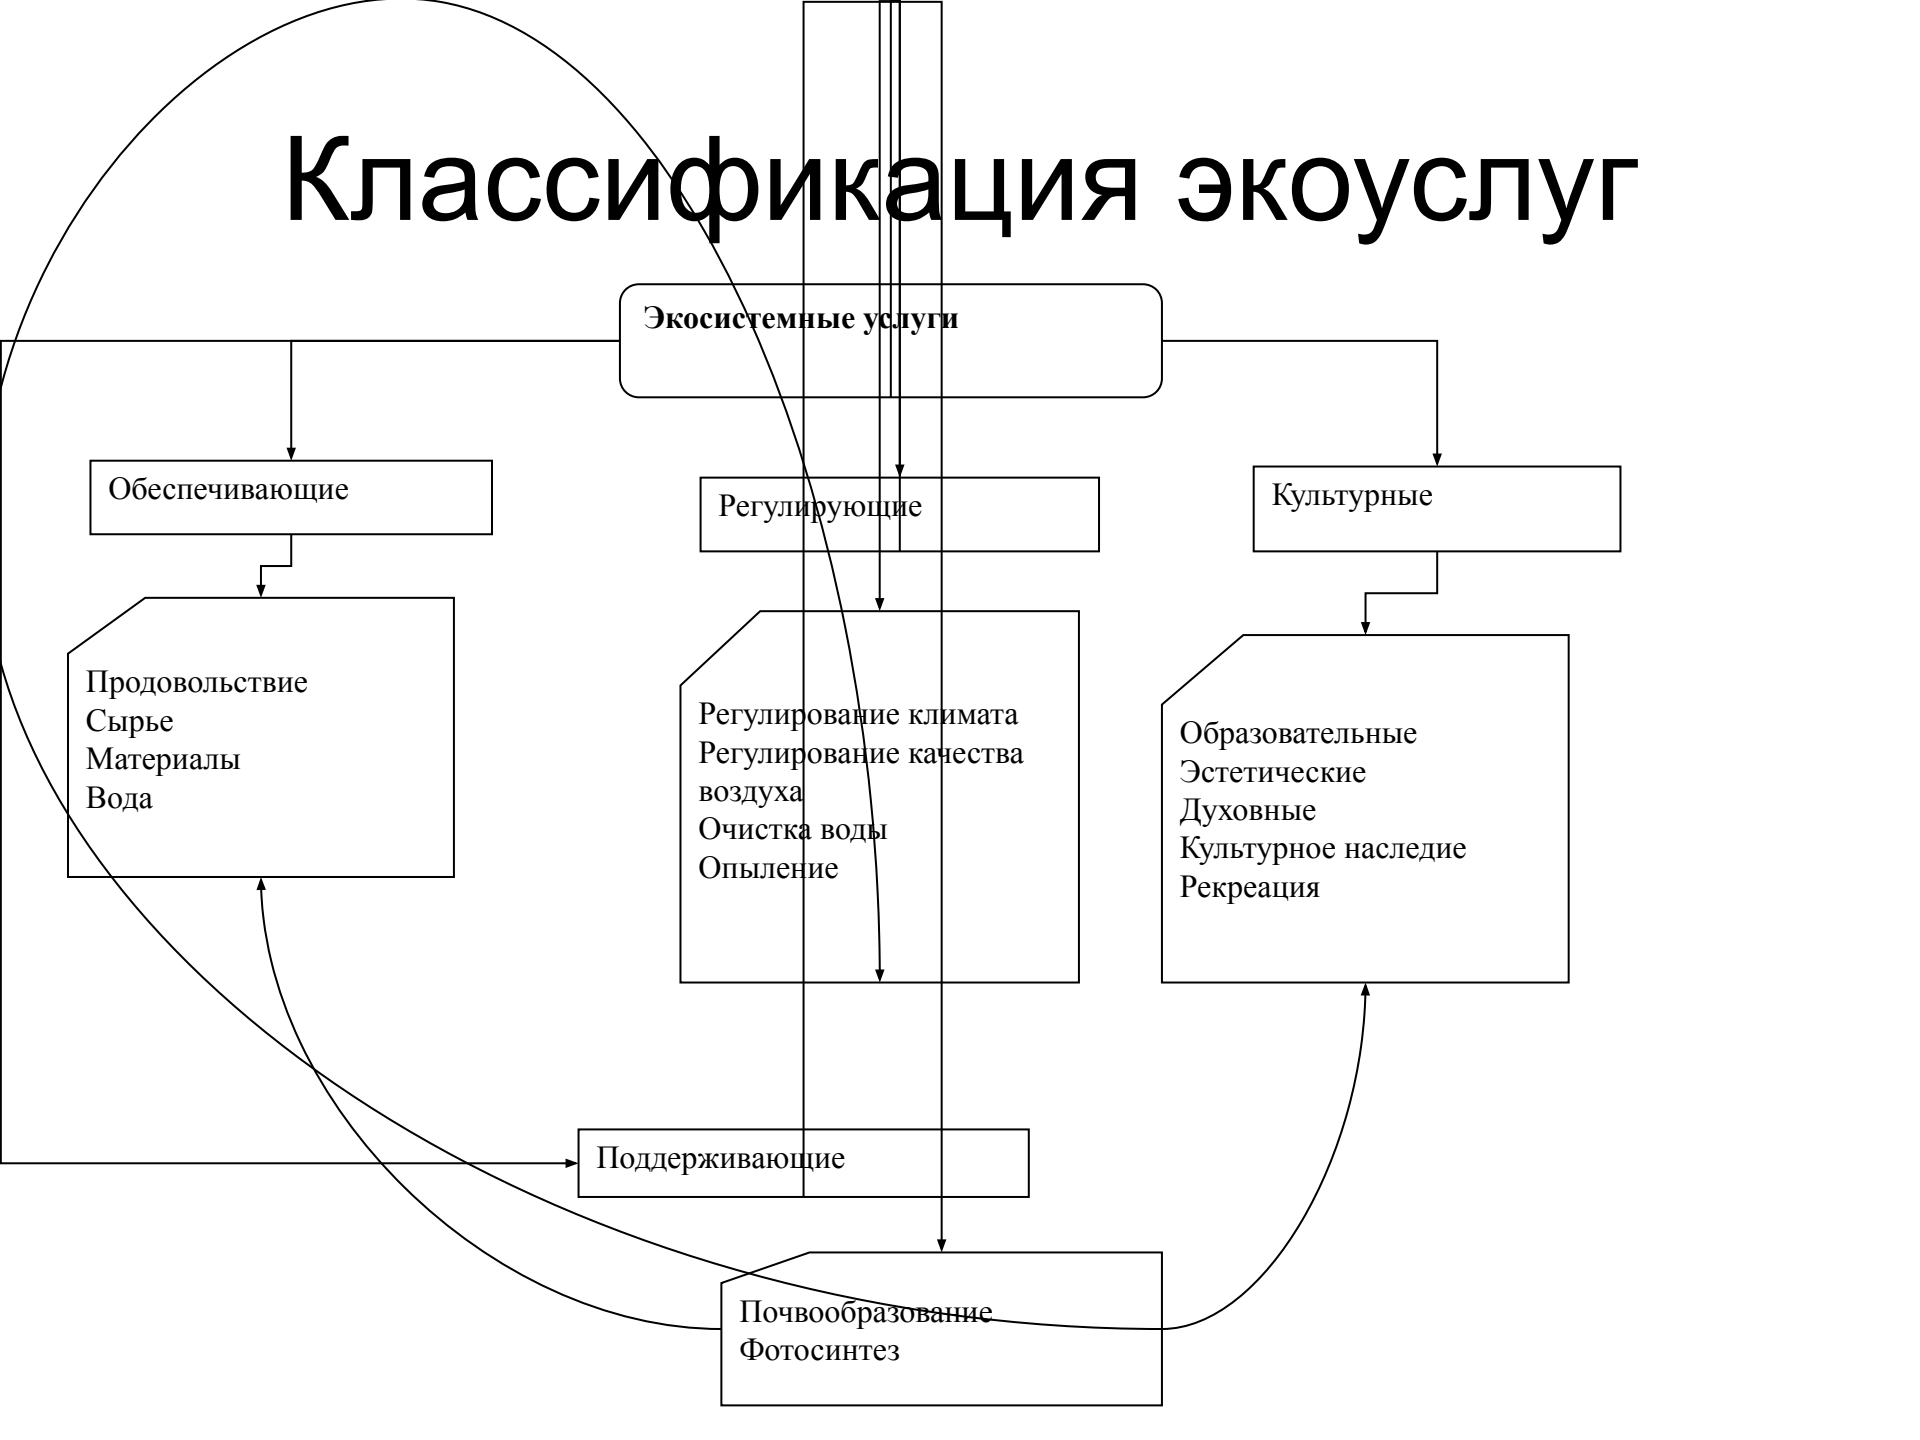 Классификация экоуслуг
Экосистемные услуги
Обеспечивающие
Регулирующие
Культурные
Продовольствие
Сырье
Материалы
Вода
Регулирование климата
Регулирование качества
воздуха
Очистка воды
Опыление
Образовательные
Эстетические
Духовные
Культурное наследие
Рекреация
Поддерживающие
Почвообразование
Фотосинтез